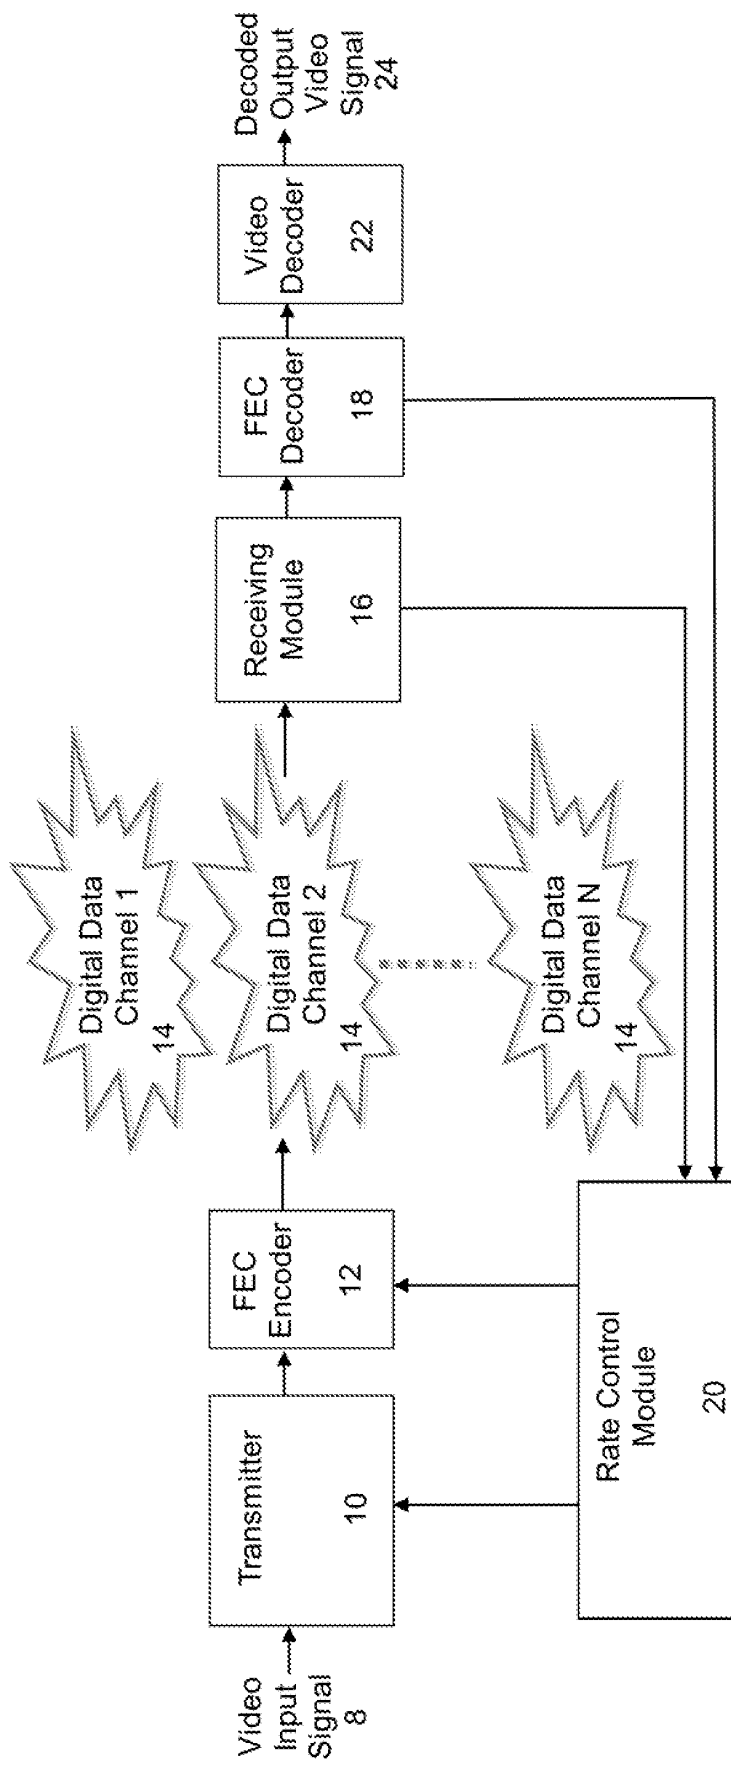 Video
Input
Signal
8
Transmitter
10
FEC
Encoder
12
Digital Data
Channel 1
14
Digital Data
Channel 2
14
Digital Data
Channel N
14
Receiving
Module
16
FEC
Decoder
18
Video
Decoder
22
Decoded
Output
Video
Signal
24
Rate Control
Module
20